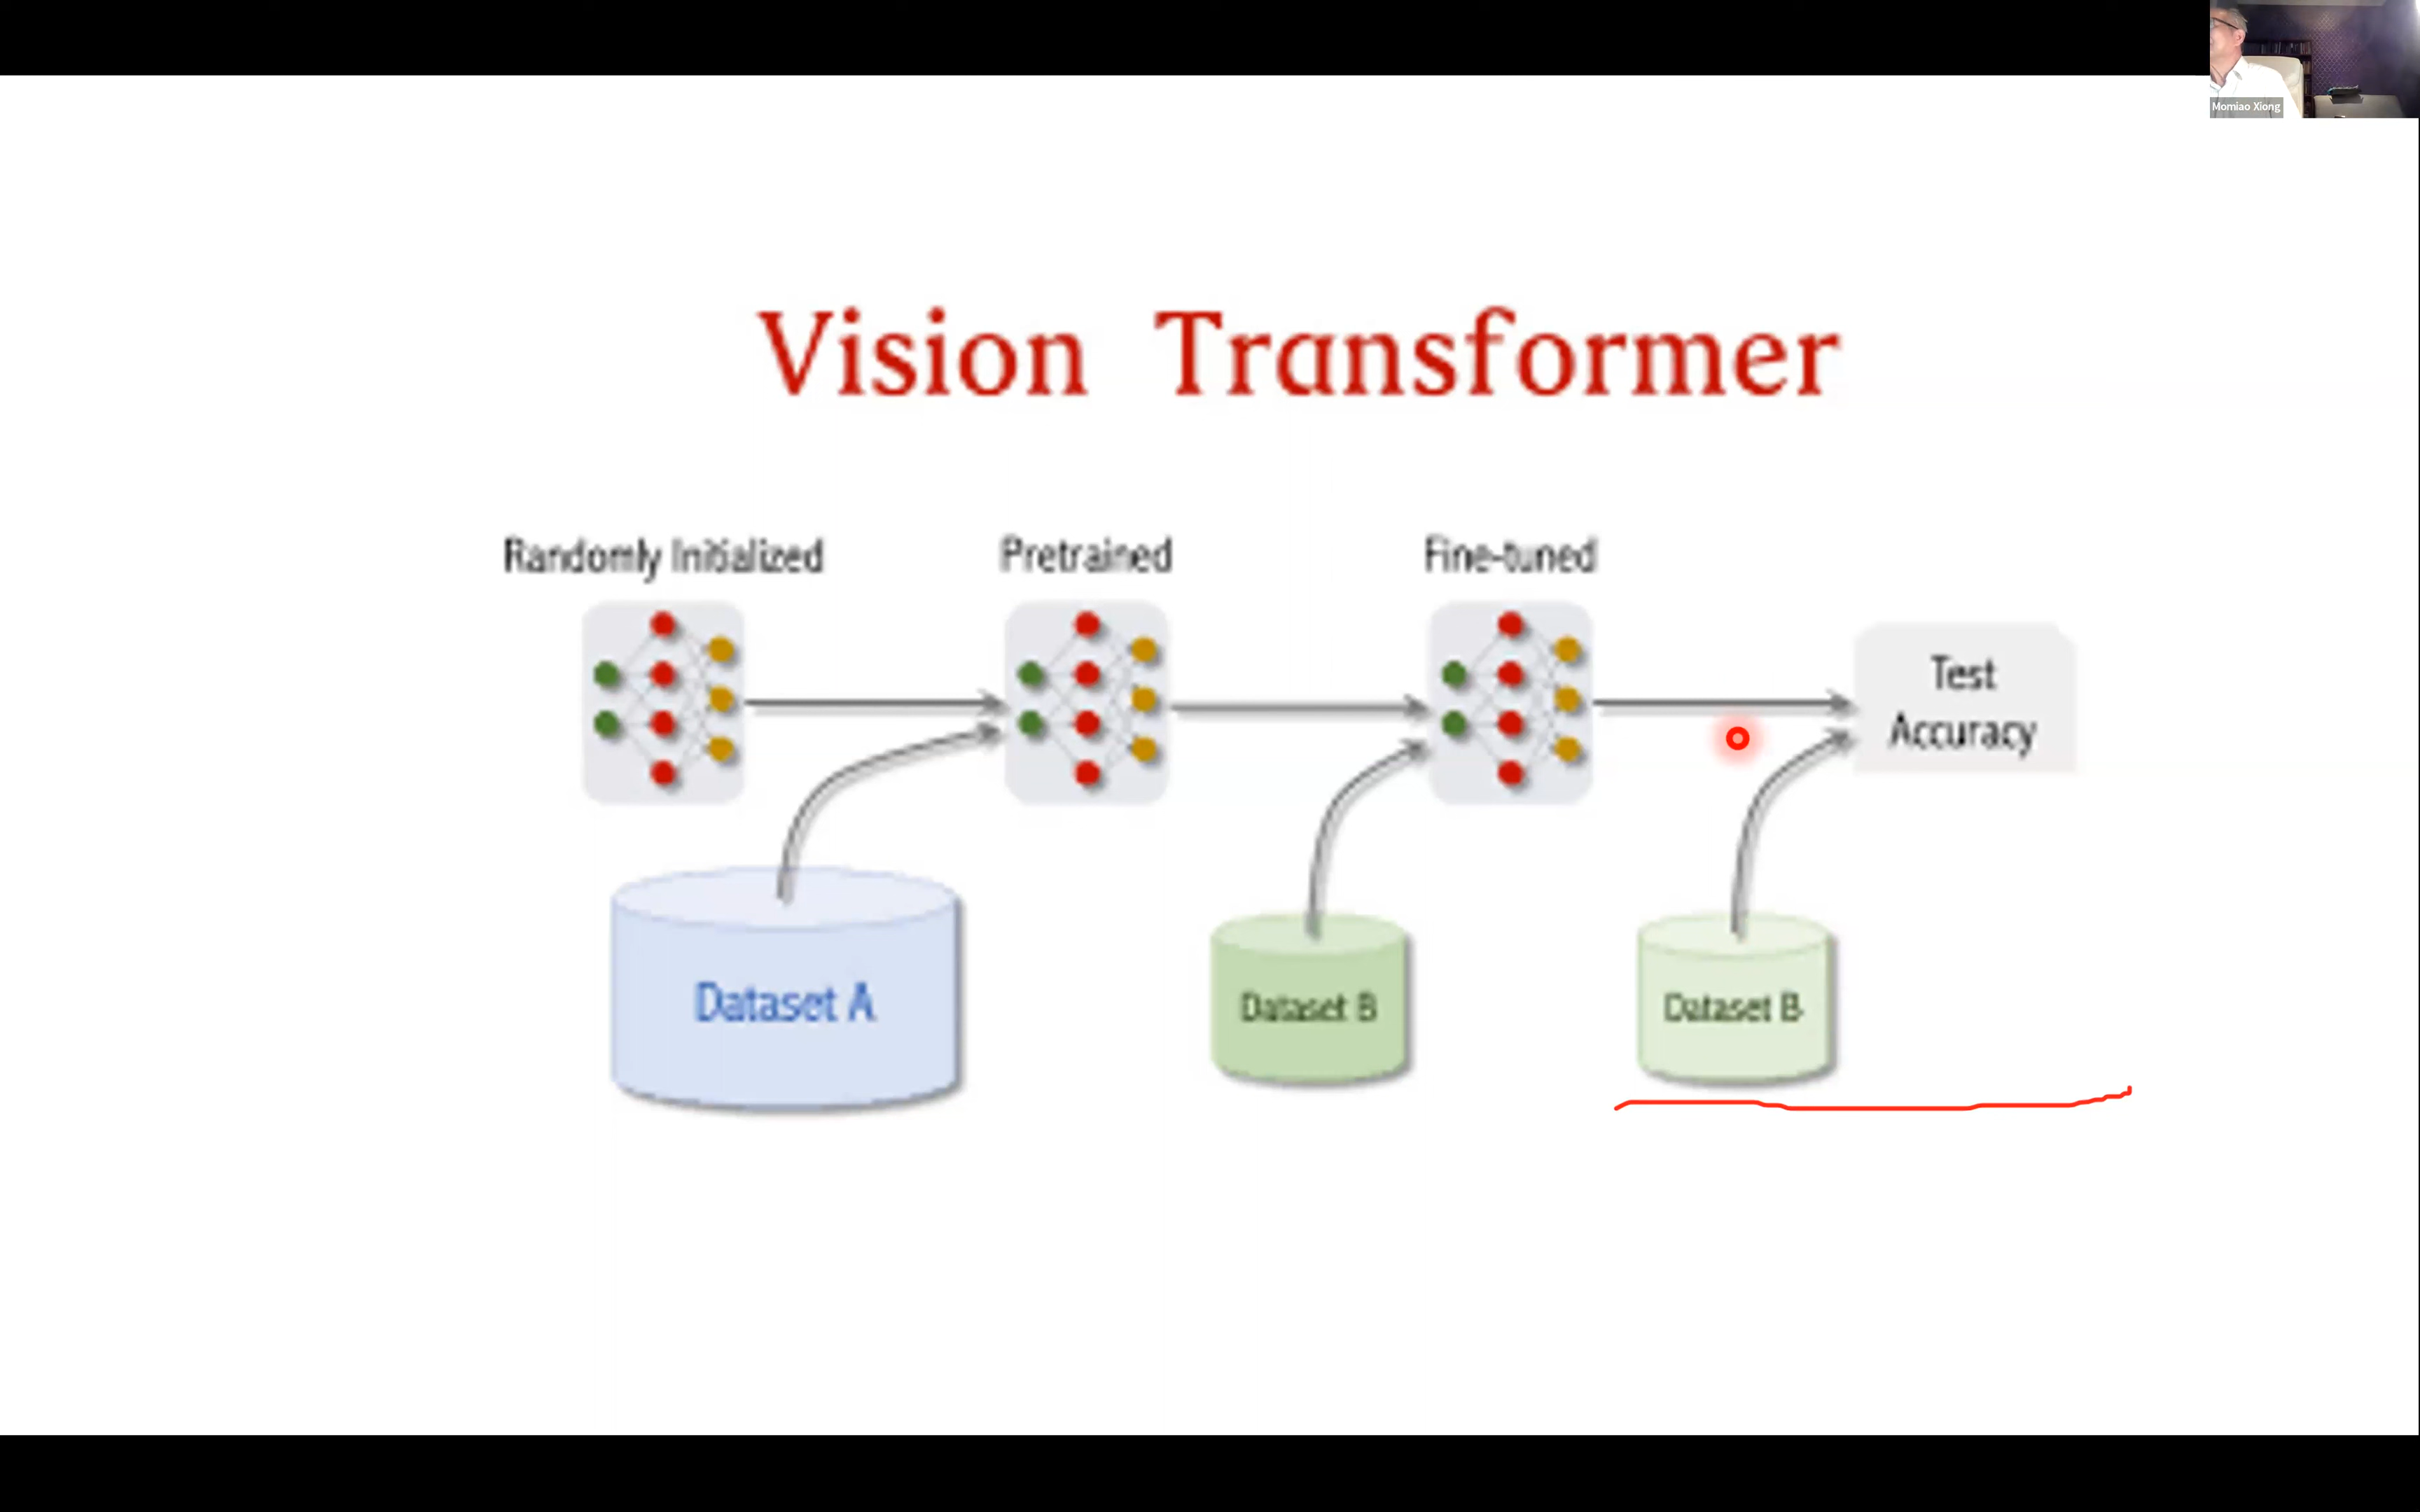 Momiao Xiong
Vision Transformer
Randomly Initialized
Pretrained
Fine-tuned
Test
Accuracy
Dataset A
Dataset B
Dataset B